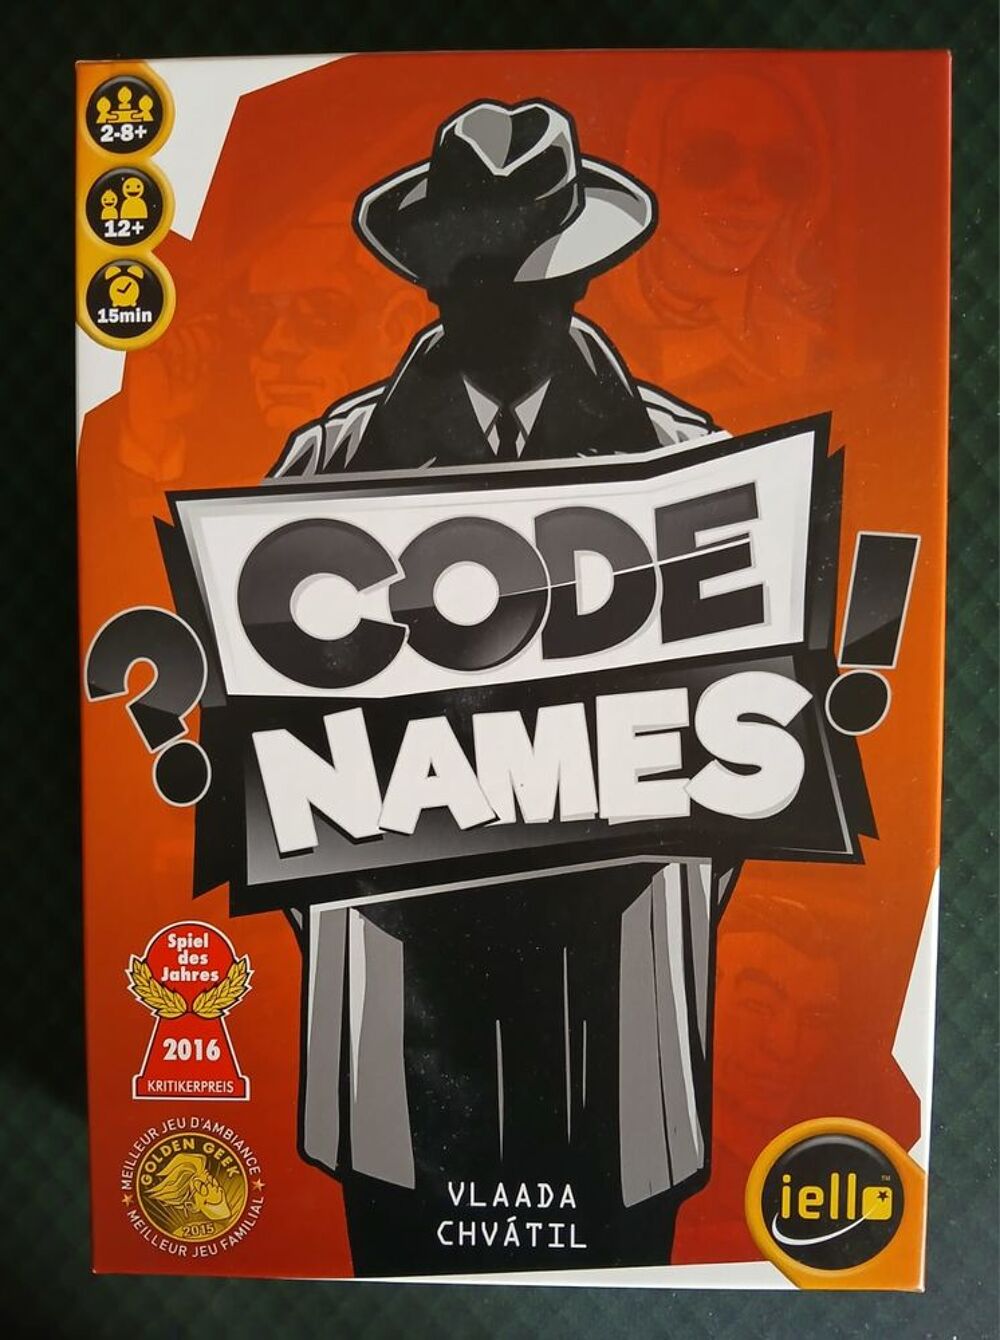 2-8+
12+
15min
CODE
NAMES
?
!
Spiel
des
Jahres
2016
KRITIKERPREIS
MEILLEUR JEU D'AMBIANCE
GOLDEN GEEK
2015
MEILLEUR JEU FAMILIAL
VLAADA
CHVÁTIL
iello™